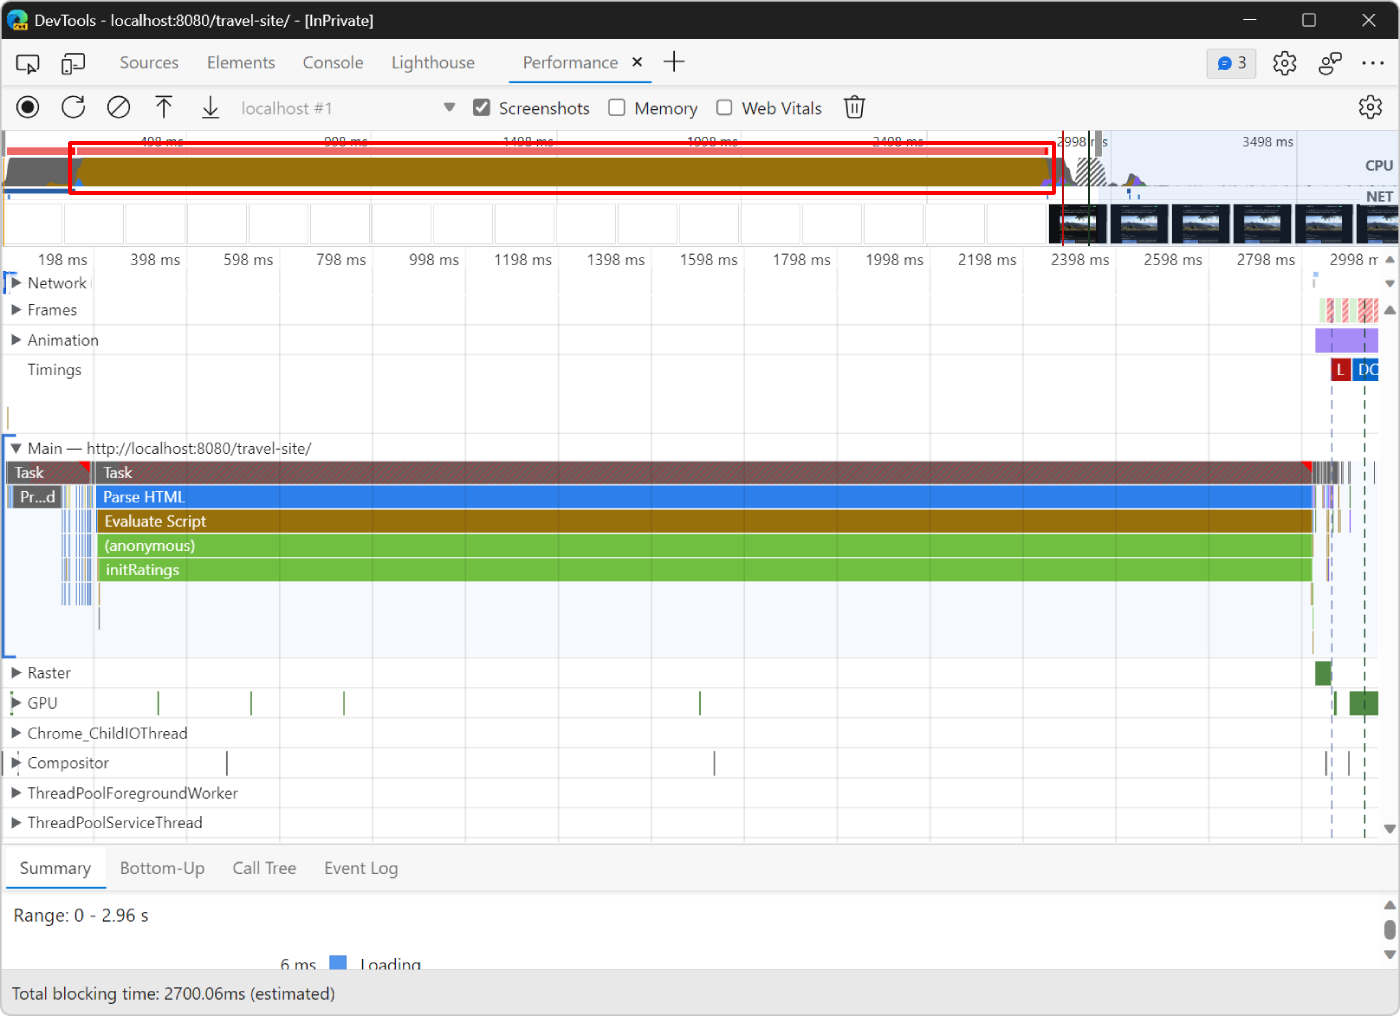 DevTools - localhost:8080/travel-site/ - [InPrivate]
Sources Elements Console Lighthouse Performance 3
localhost #1 Screenshots Memory Web Vitals
498 ms 998 ms 1498 ms 1998 ms 2498 ms 2998 ms 3498 ms
CPU
NET
198 ms 398 ms 598 ms 798 ms 998 ms 1198 ms 1398 ms 1598 ms 1798 ms 1998 ms 2198 ms 2398 ms 2598 ms 2798 ms 2998 m
Network
Frames
Animation
Timings L DC
Main — http://localhost:8080/travel-site/
Task Task
Pr...d Parse HTML
Evaluate Script
(anonymous)
initRatings
Raster
GPU
Chrome_ChildIOThread
Compositor
ThreadPoolForegroundWorker
ThreadPoolServiceThread
Summary Bottom-Up Call Tree Event Log
Range: 0 - 2.96 s
6 ms Loading
Total blocking time: 2700.06ms (estimated)